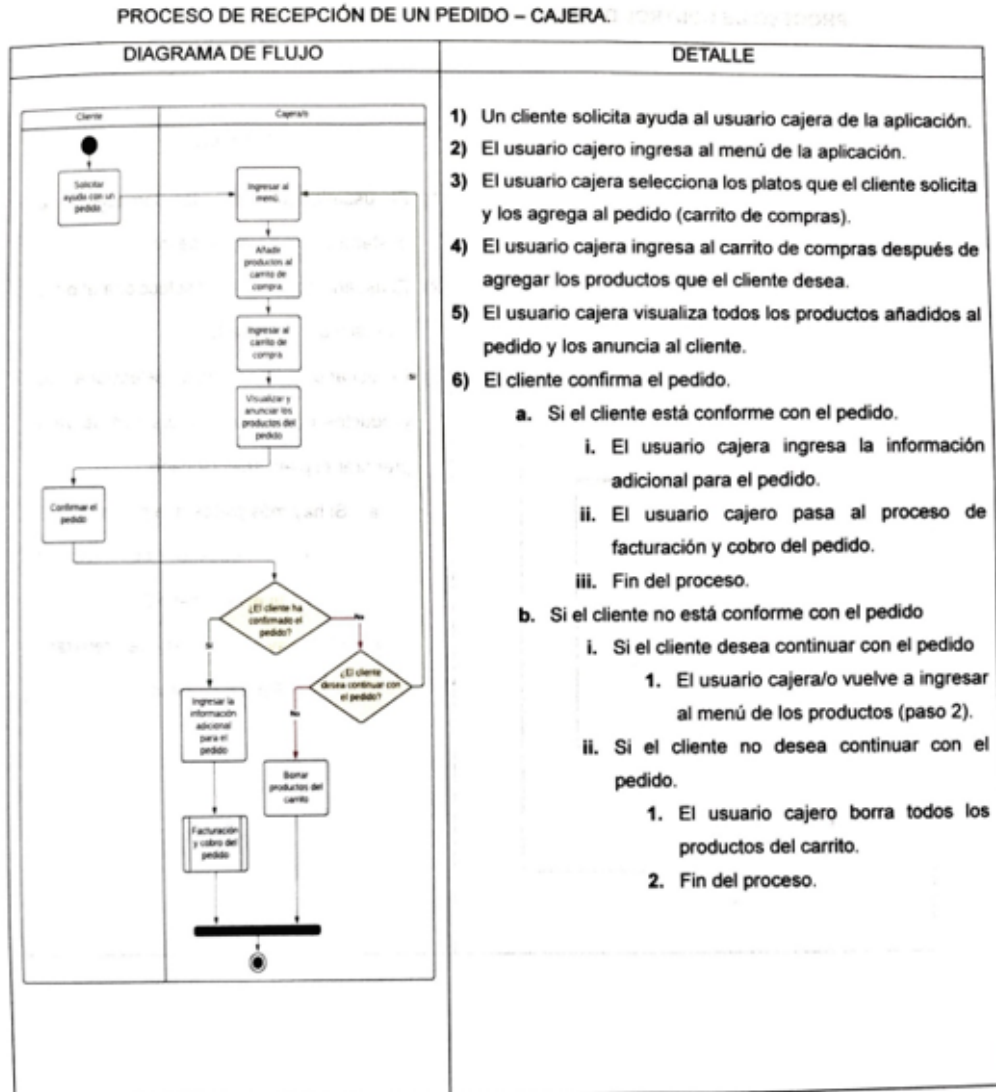 PROCESO DE RECEPCIÓN DE UN PEDIDO – CAJERA.
DIAGRAMA DE FLUJO
DETALLE
Cliente
Cajera/o
Solicitar
ayuda con un
pedido
Ingresar al
menú.
Añade
productos al
carrito de
compra
Ingresar al
carrito de
compra
Visualizar y
anunciar los
productos del
pedido
Si
Confirmar el
pedido
¿El cliente ha
confirmado el
pedido?
No
Si
¿El cliente
desea continuar con
el pedido?
No
Ingresar la
información
adicional
para el
pedido
Borrar
productos del
carrito
Facturación
y cobro del
pedido
1) Un cliente solicita ayuda al usuario cajera de la aplicación.
2) El usuario cajero ingresa al menú de la aplicación.
3) El usuario cajera selecciona los platos que el cliente solicita
y los agrega al pedido (carrito de compras).
4) El usuario cajera ingresa al carrito de compras después de
agregar los productos que el cliente desea.
5) El usuario cajera visualiza todos los productos añadidos al
pedido y los anuncia al cliente.
6) El cliente confirma el pedido.
a. Si el cliente está conforme con el pedido.
i. El usuario cajera ingresa la información
adicional para el pedido.
ii. El usuario cajero pasa al proceso de
facturación y cobro del pedido.
iii. Fin del proceso.
b. Si el cliente no está conforme con el pedido
i. Si el cliente desea continuar con el pedido
1. El usuario cajera/o vuelve a ingresar
al menú de los productos (paso 2).
ii. Si el cliente no desea continuar con el
pedido.
1. El usuario cajero borra todos los
productos del carrito.
2. Fin del proceso.